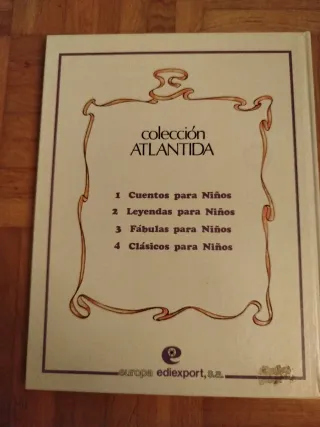 colección
ATLANTIDA
1 Cuentos para Niños
2 Leyendas para Niños
3 Fábulas para Niños
4 Clásicos para Niños
e
europa ediexport, s.a.